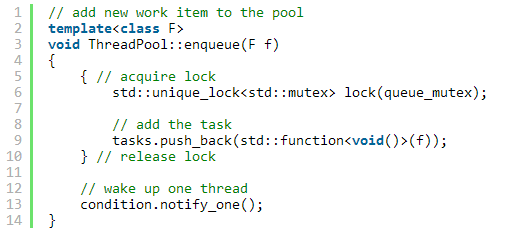 1 // add new work item to the pool
2 template<class F>
3 void ThreadPool::enqueue(F f)
4 {
5     { // acquire lock
6         std::unique_lock<std::mutex> lock(queue_mutex);
7
8         // add the task
9         tasks.push_back(std::function<void()>(f));
10     } // release lock
11
12     // wake up one thread
13     condition.notify_one();
14 }